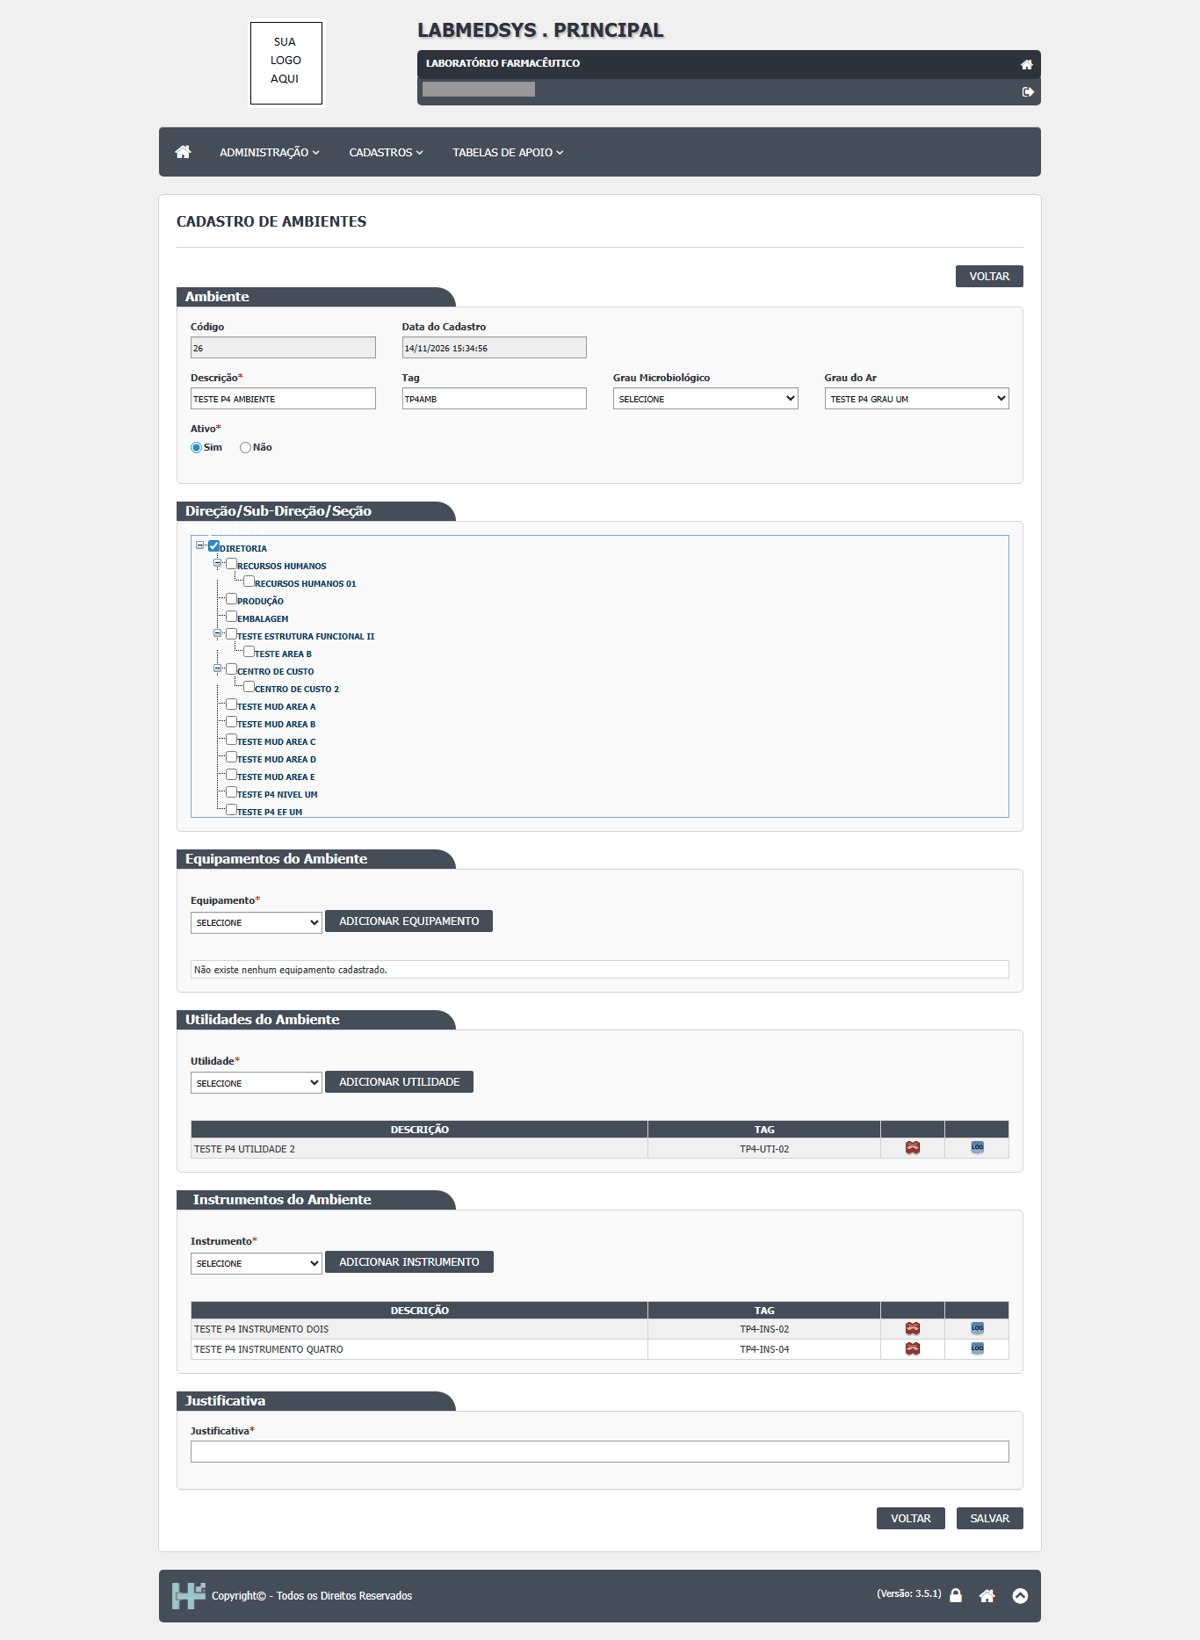 SUA
LOGO
AQUI
LABMEDSYS . PRINCIPAL
LABORATÓRIO FARMACÊUTICO
ADMINISTRAÇÃO CADASTROS TABELAS DE APOIO
CADASTRO DE AMBIENTES
VOLTAR
Ambiente
Código Data do Cadastro
26 14/11/2026 15:34:56
Descrição* Tag Grau Microbiológico Grau do Ar
TESTE P4 AMBIENTE TP4AMB SELECIONE TESTE P4 GRAU UM
Ativo*
Sim Não
Direção/Sub-Direção/Seção
DIRETORIA
RECURSOS HUMANOS
RECURSOS HUMANOS 01
PRODUÇÃO
EMBALAGEM
TESTE ESTRUTURA FUNCIONAL II
TESTE AREA B
CENTRO DE CUSTO
CENTRO DE CUSTO 2
TESTE MUD AREA A
TESTE MUD AREA B
TESTE MUD AREA C
TESTE MUD AREA D
TESTE MUD AREA E
TESTE P4 NIVEL UM
TESTE P4 EF UM
Equipamentos do Ambiente
Equipamento*
SELECIONE ADICIONAR EQUIPAMENTO
Não existe nenhum equipamento cadastrado.
Utilidades do Ambiente
Utilidade*
SELECIONE ADICIONAR UTILIDADE
DESCRIÇÃO TAG
TESTE P4 UTILIDADE 2 TP4-UTI-02 LOG
Instrumentos do Ambiente
Instrumento*
SELECIONE ADICIONAR INSTRUMENTO
DESCRIÇÃO TAG
TESTE P4 INSTRUMENTO DOIS TP4-INS-02 LOG
TESTE P4 INSTRUMENTO QUATRO TP4-INS-04 LOG
Justificativa
Justificativa*
VOLTAR SALVAR
Copyright© - Todos os Direitos Reservados (Versão: 3.5.1)